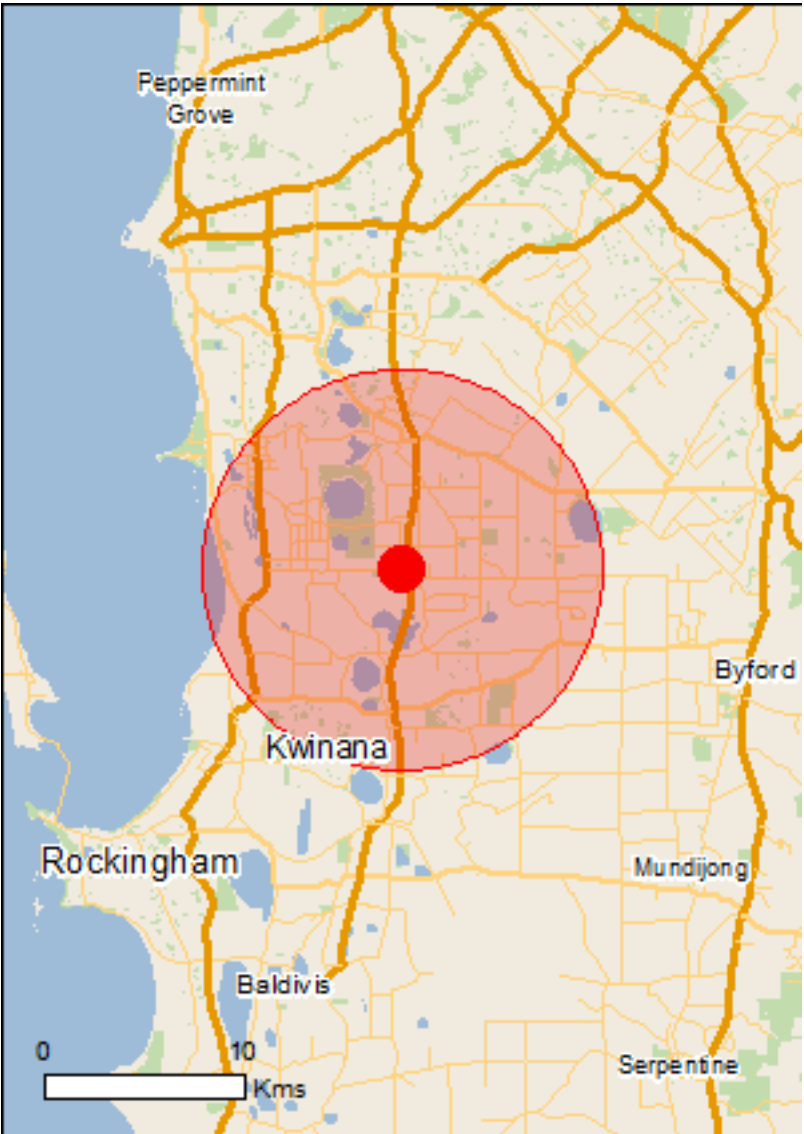 Peppermint
Grove
Byford
Kwinana
Rockingham
Mundijong
Baldivis
0 10
Serpentine
Kms